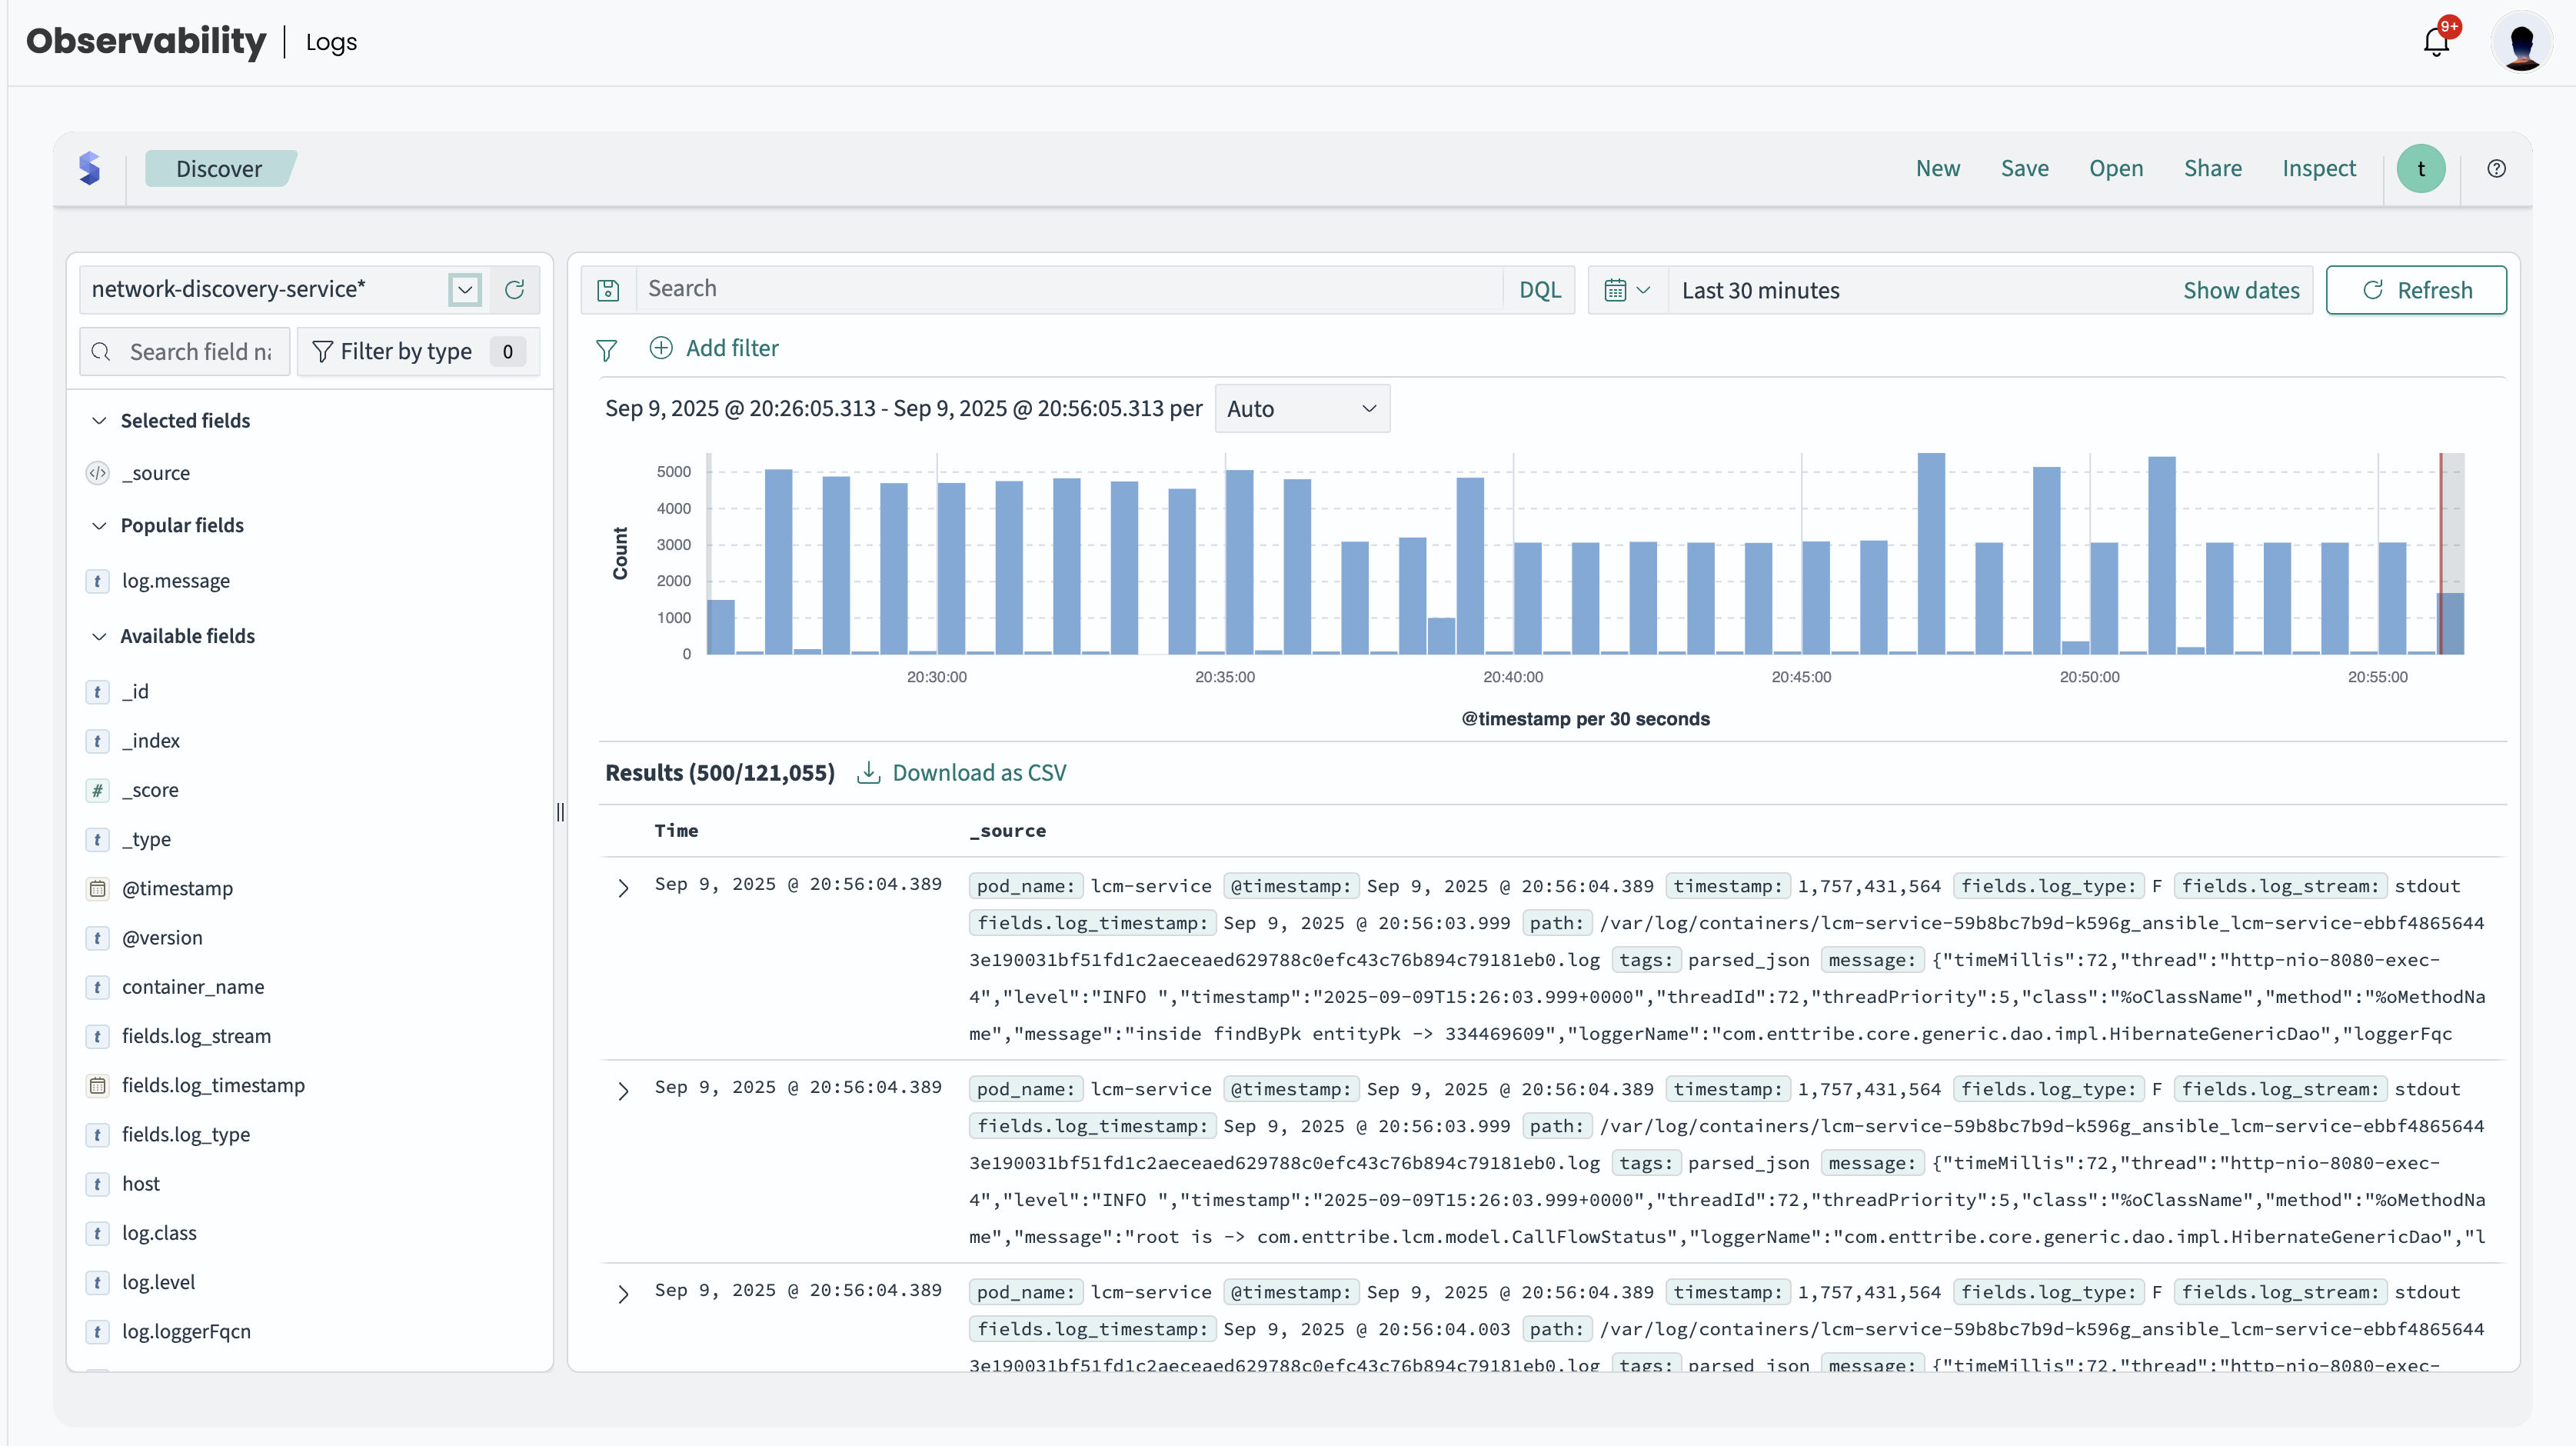 Observability | Logs
9+
Discover
New Save Open Share Inspect t
network-discovery-service*
Search field na
Filter by type 0
Selected fields
_source
Popular fields
t log.message
Available fields
t _id
t _index
# _score
t _type
@timestamp
t @version
t container_name
t fields.log_stream
fields.log_timestamp
t fields.log_type
t host
t log.class
t log.level
t log.loggerFqcn
Search DQL Last 30 minutes Show dates Refresh
Add filter
Sep 9, 2025 @ 20:26:05.313 - Sep 9, 2025 @ 20:56:05.313 per Auto
Count
5000
4000
3000
2000
1000
0
20:30:00 20:35:00 20:40:00 20:45:00 20:50:00 20:55:00
@timestamp per 30 seconds
Results (500/121,055) Download as CSV
Time _source
Sep 9, 2025 @ 20:56:04.389 pod_name: lcm-service @timestamp: Sep 9, 2025 @ 20:56:04.389 timestamp: 1,757,431,564 fields.log_type: F fields.log_stream: stdout
fields.log_timestamp: Sep 9, 2025 @ 20:56:03.999 path: /var/log/containers/lcm-service-59b8bc7b9d-k596g_ansible_lcm-service-ebbf4865644
3e190031bf51fd1c2aeceaed629788c0efc43c76b894c79181eb0.log tags: parsed_json message: {"timeMillis":72,"thread":"http-nio-8080-exec-
4","level":"INFO ","timestamp":"2025-09-09T15:26:03.999+0000","threadId":72,"threadPriority":5,"class":"%oClassName","method":"%oMethodNa
me","message":"inside findByPk entityPk -> 334469609","loggerName":"com.enttribe.core.generic.dao.impl.HibernateGenericDao","loggerFqc
Sep 9, 2025 @ 20:56:04.389 pod_name: lcm-service @timestamp: Sep 9, 2025 @ 20:56:04.389 timestamp: 1,757,431,564 fields.log_type: F fields.log_stream: stdout
fields.log_timestamp: Sep 9, 2025 @ 20:56:03.999 path: /var/log/containers/lcm-service-59b8bc7b9d-k596g_ansible_lcm-service-ebbf4865644
3e190031bf51fd1c2aeceaed629788c0efc43c76b894c79181eb0.log tags: parsed_json message: {"timeMillis":72,"thread":"http-nio-8080-exec-
4","level":"INFO ","timestamp":"2025-09-09T15:26:03.999+0000","threadId":72,"threadPriority":5,"class":"%oClassName","method":"%oMethodNa
me","message":"root is -> com.enttribe.lcm.model.CallFlowStatus","loggerName":"com.enttribe.core.generic.dao.impl.HibernateGenericDao","l
Sep 9, 2025 @ 20:56:04.389 pod_name: lcm-service @timestamp: Sep 9, 2025 @ 20:56:04.389 timestamp: 1,757,431,564 fields.log_type: F fields.log_stream: stdout
fields.log_timestamp: Sep 9, 2025 @ 20:56:04.003 path: /var/log/containers/lcm-service-59b8bc7b9d-k596g_ansible_lcm-service-ebbf4865644
3e190031bf51fd1c2aeceaed629788c0efc43c76b894c79181eb0.log tags: parsed_json message: {"timeMillis":72,"thread":"http-nio-8080-exec-